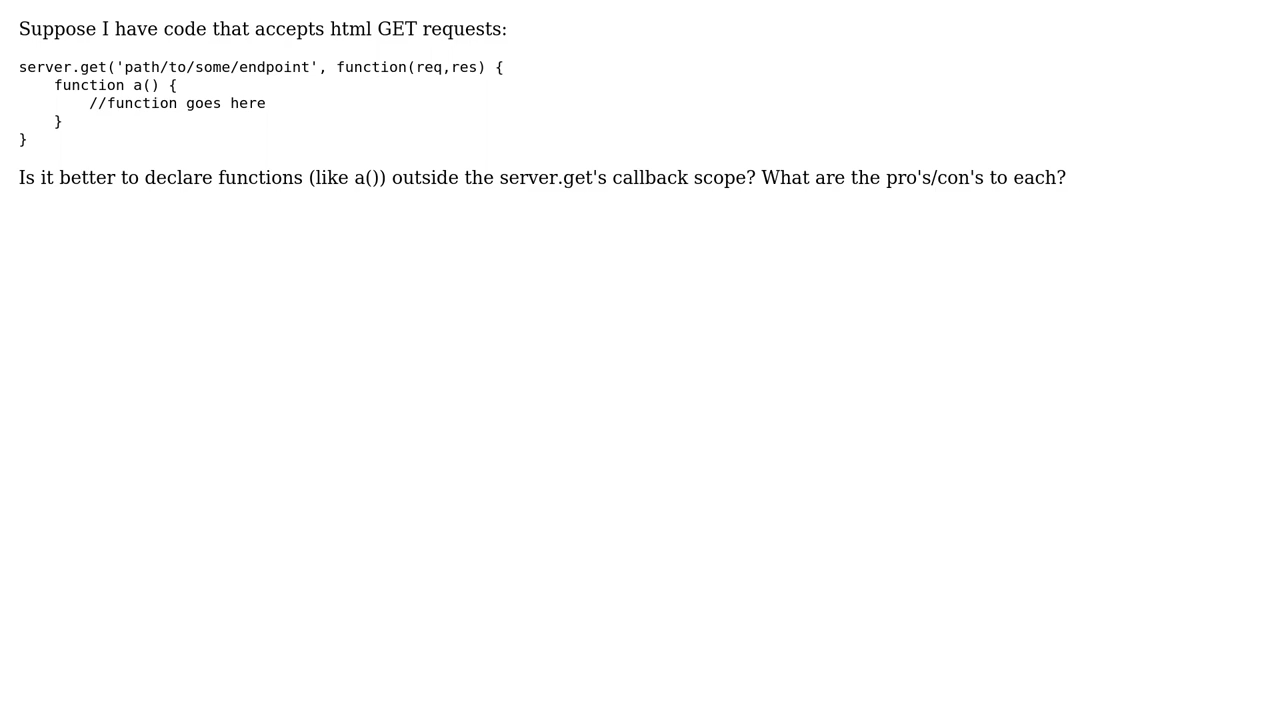 Suppose I have code that accepts html GET requests:
server.get('path/to/some/endpoint', function(req,res) {
    function a() {
        //function goes here
    }
}
Is it better to declare functions (like a()) outside the server.get's callback scope? What are the pro's/con's to each?